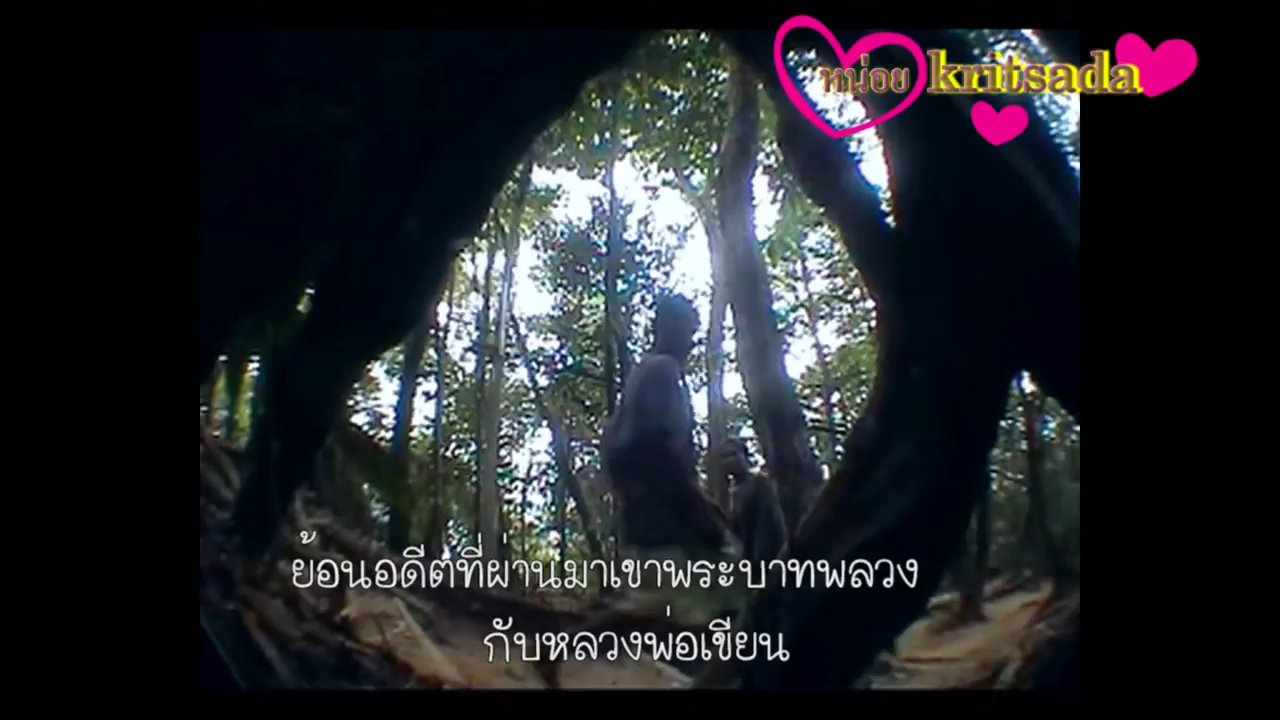 หน่อย kritsada
ย้อนอดีตที่ผ่านมาเขาพระบาทพลวง
กับหลวงพ่อเขียน